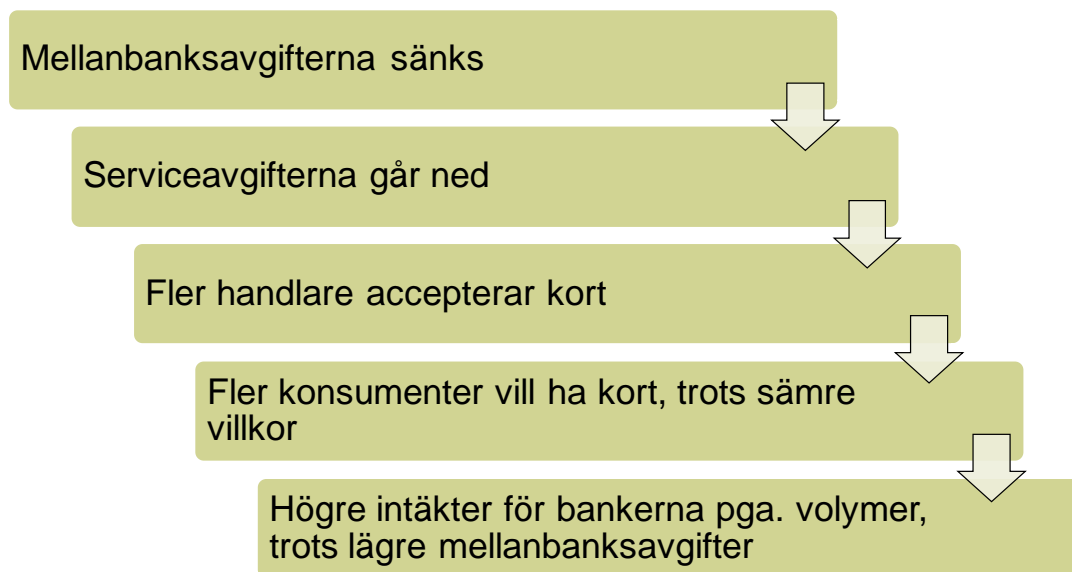 Mellanbanksavgifterna sänks
Serviceavgifterna går ned
Fler handlare accepterar kort
Fler konsumenter vill ha kort, trots sämre
villkor
Högre intäkter för bankerna pga. volymer,
trots lägre mellanbanksavgifter